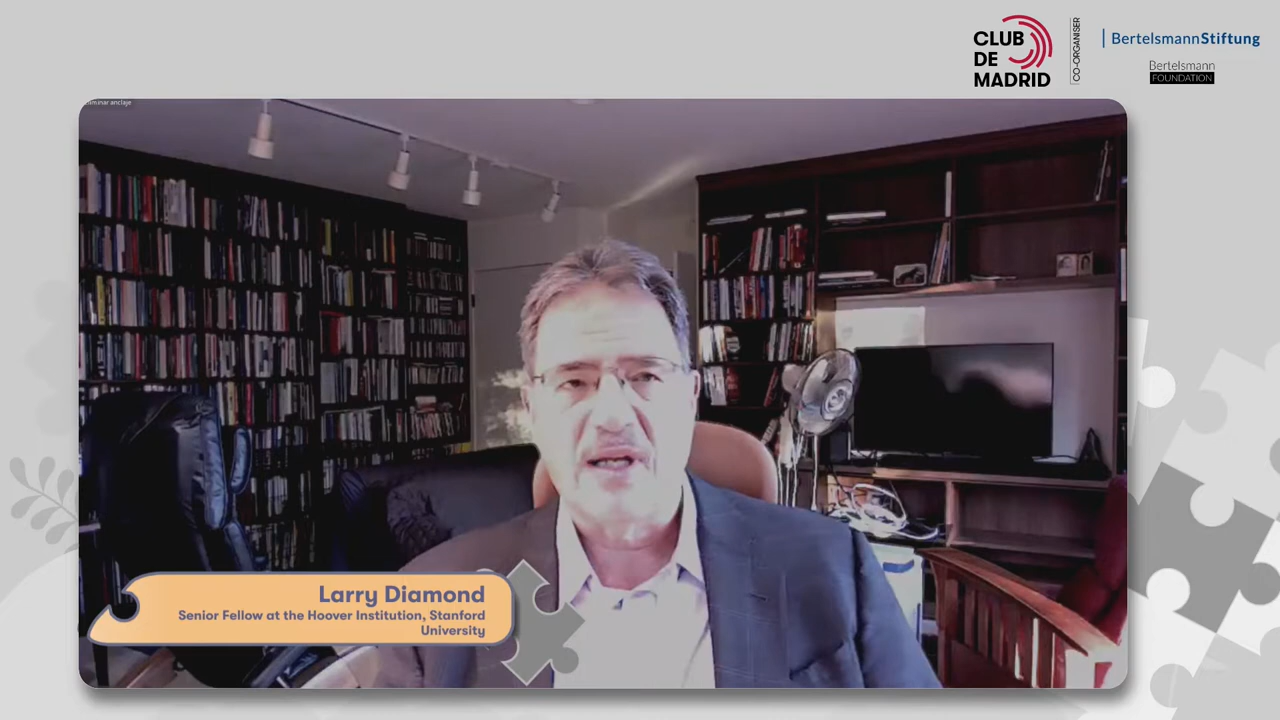 CLUB
DE
MADRID
CO-ORGANISER
BertelsmannStiftung
Bertelsmann
FOUNDATION
Larry Diamond
Senior Fellow at the Hoover Institution, Stanford
University